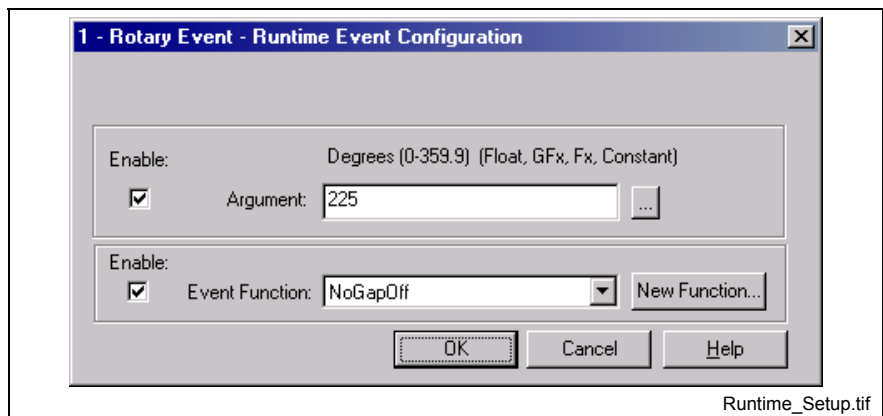 1 - Rotary Event - Runtime Event Configuration
Enable:
Degrees (0-359.9) (Float, GFx, Fx, Constant)
Argument: 225 ...
Enable:
Event Function: NoGapOff New Function...
OK Cancel Help
Runtime_Setup.tif